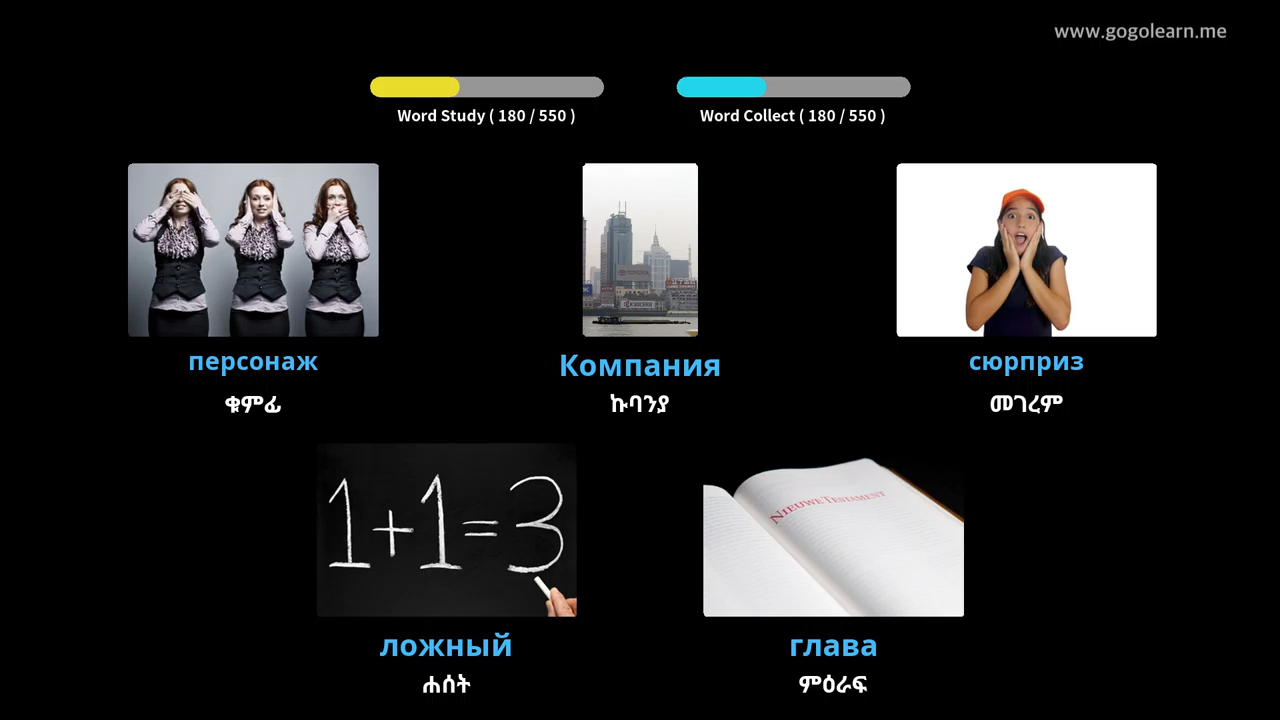 www.gogolearn.me
Word Study ( 180 / 550 )
Word Collect ( 180 / 550 )
персонаж
Компания
сюрприз
ቁምፊ
ኩባንያ
መገረም
1+1=3
NIEUWE TESTAMENT
ложный
глава
ሐሰት
ምዕራፍ